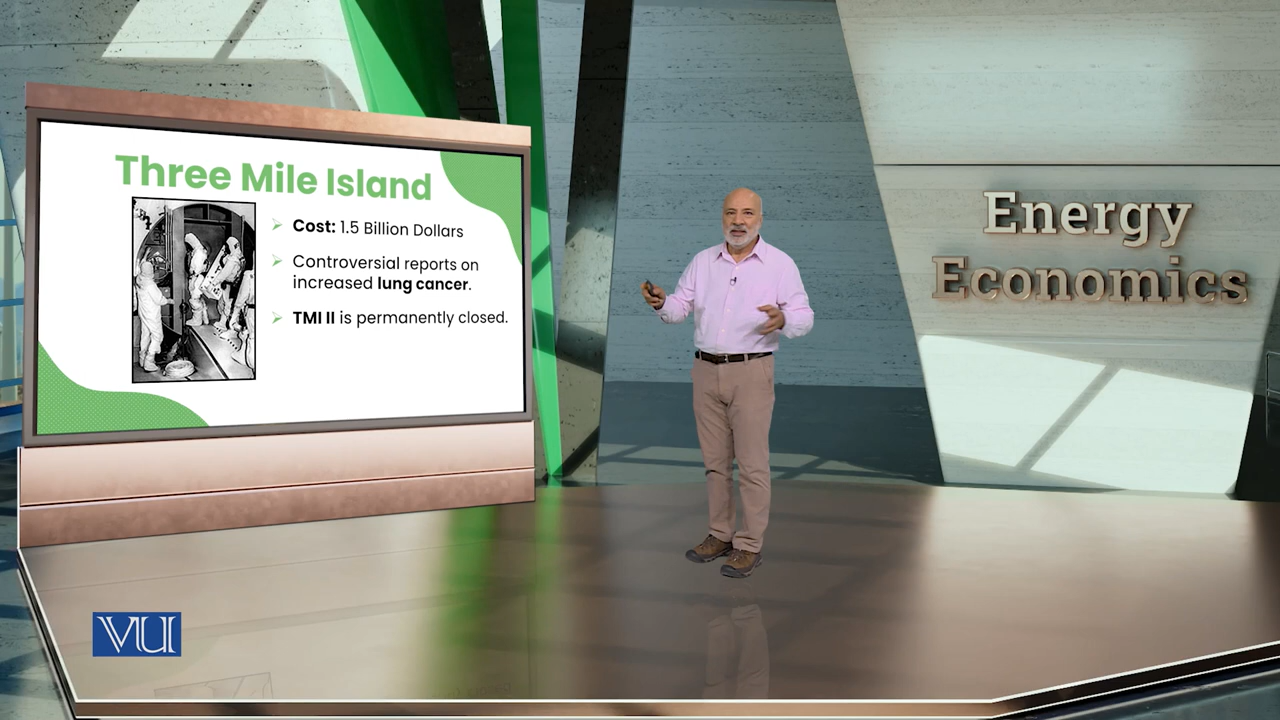 Three Mile Island
Cost: 1.5 Billion Dollars
Controversial reports on
increased lung cancer.
TMI II is permanently closed.
Energy
Economics
VU